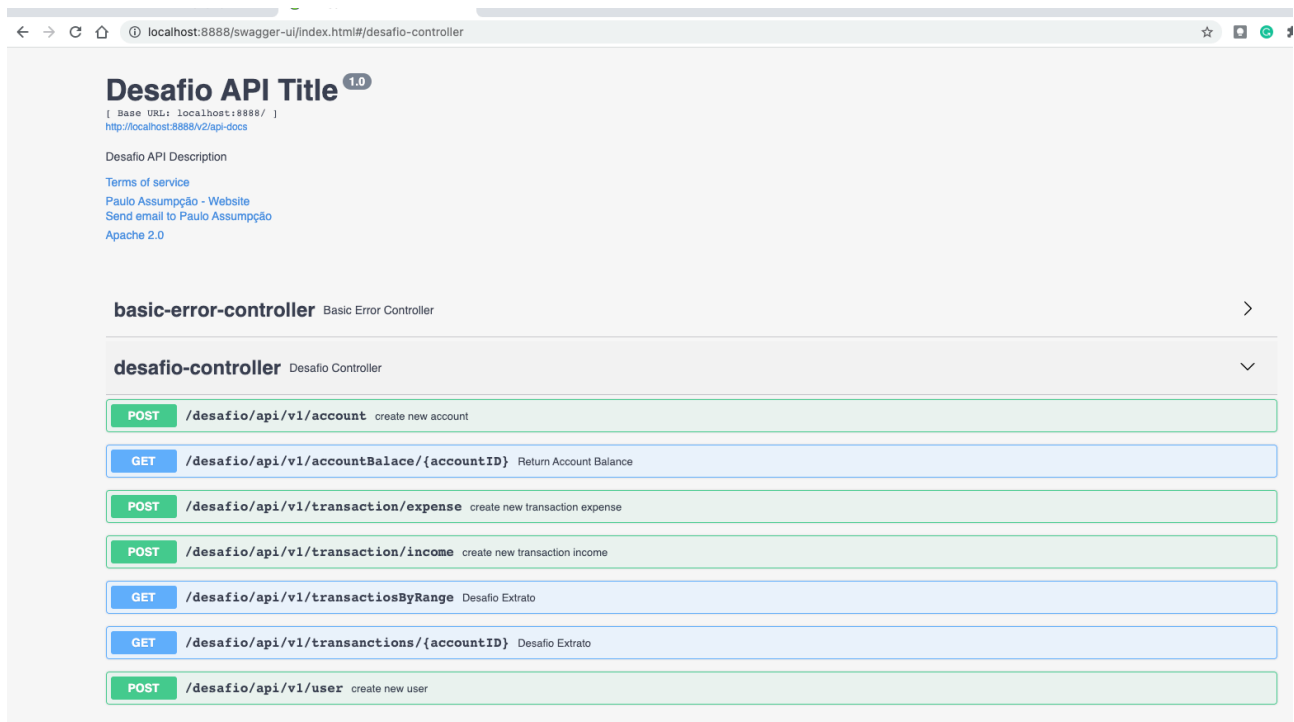 localhost:8888/swagger-ui/index.html#/desafio-controller
Desafio API Title 1.0
[ Base URL: localhost:8888/ ]
http://localhost:8888/v2/api-docs
Desafio API Description
Terms of service
Paulo Assumpção - Website
Send email to Paulo Assumpção
Apache 2.0
basic-error-controller Basic Error Controller
desafio-controller Desafio Controller
POST /desafio/api/v1/account create new account
GET /desafio/api/v1/accountBalace/{accountID} Return Account Balance
POST /desafio/api/v1/transaction/expense create new transaction expense
POST /desafio/api/v1/transaction/income create new transaction income
GET /desafio/api/v1/transactiosByRange Desafio Extrato
GET /desafio/api/v1/transanctions/{accountID} Desafio Extrato
POST /desafio/api/v1/user create new user